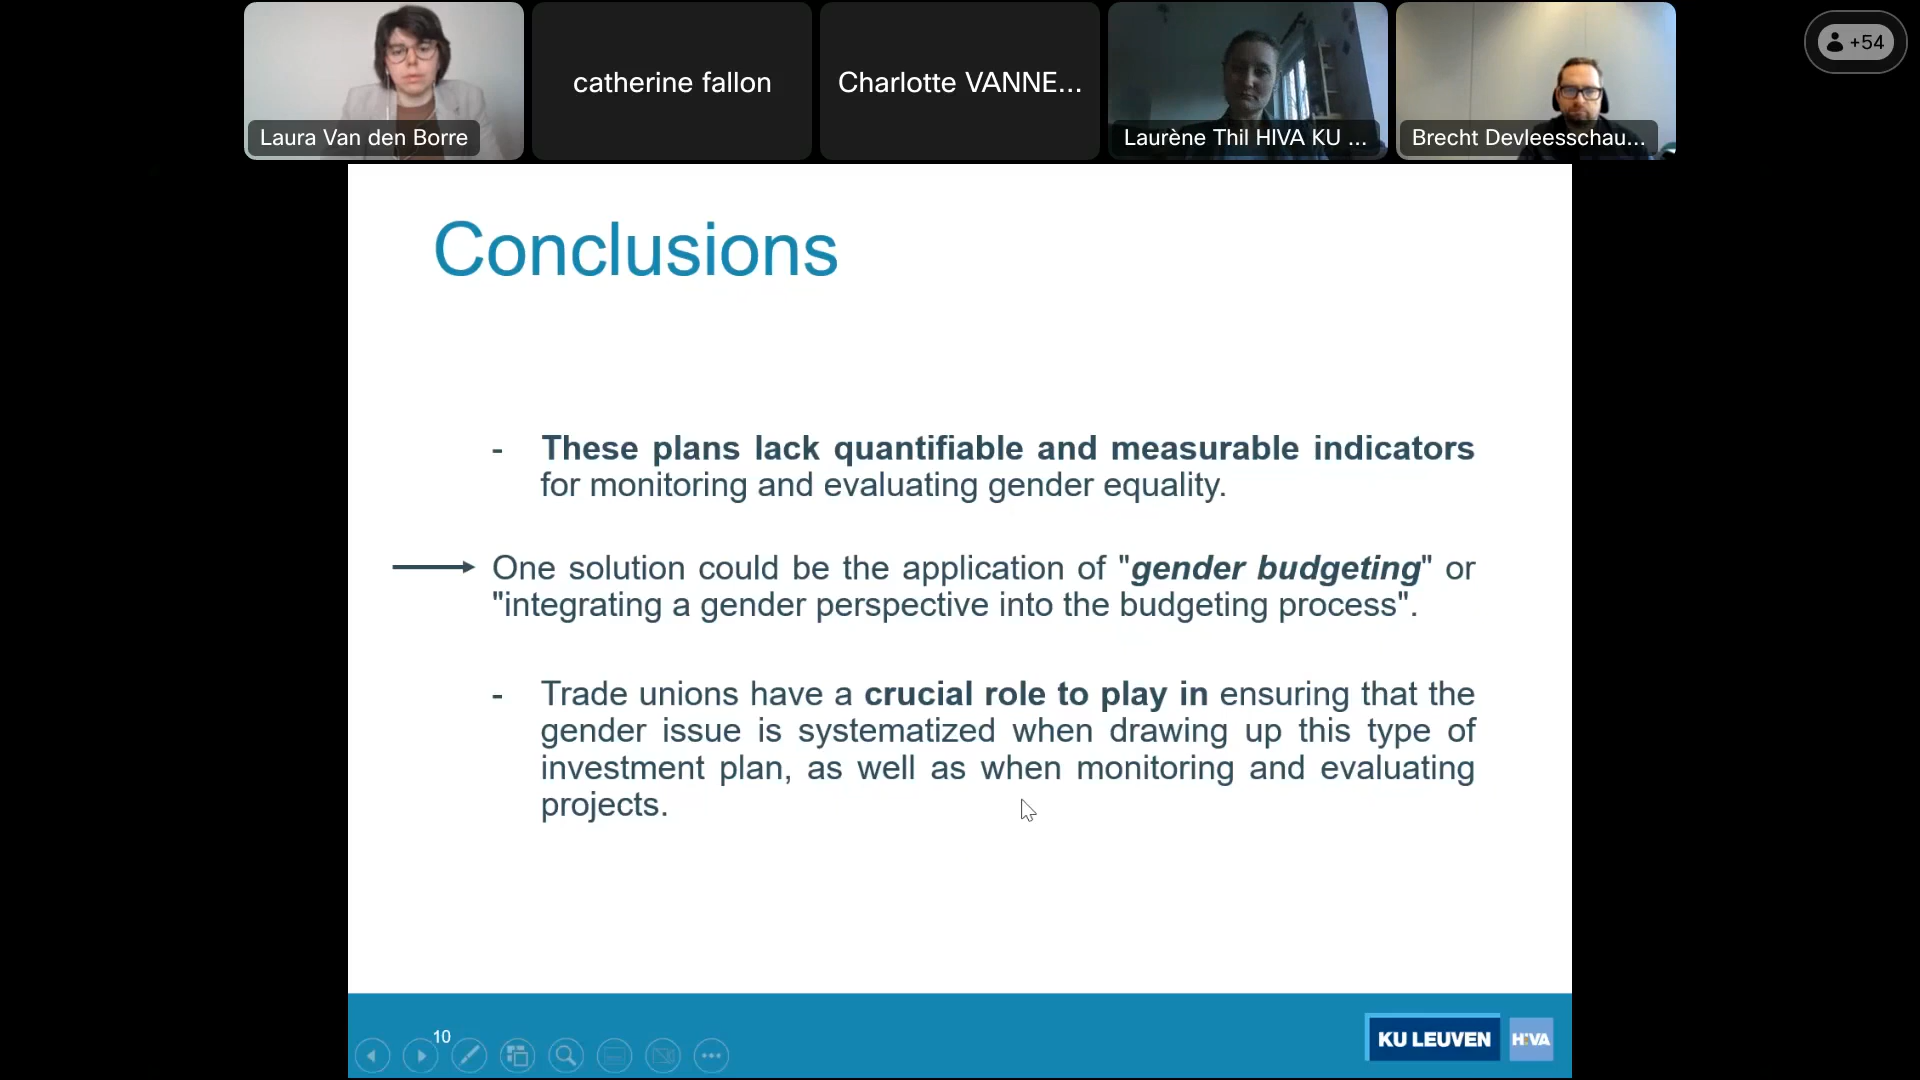 Laura Van den Borre
catherine fallon
Charlotte VANNE...
Laurène Thil HIVA KU ...
Brecht Devleesschau...
+54
Conclusions
- These plans lack quantifiable and measurable indicators
for monitoring and evaluating gender equality.
One solution could be the application of "gender budgeting" or
"integrating a gender perspective into the budgeting process".
- Trade unions have a crucial role to play in ensuring that the
gender issue is systematized when drawing up this type of
investment plan, as well as when monitoring and evaluating
projects.
10
KU LEUVEN
HIVA